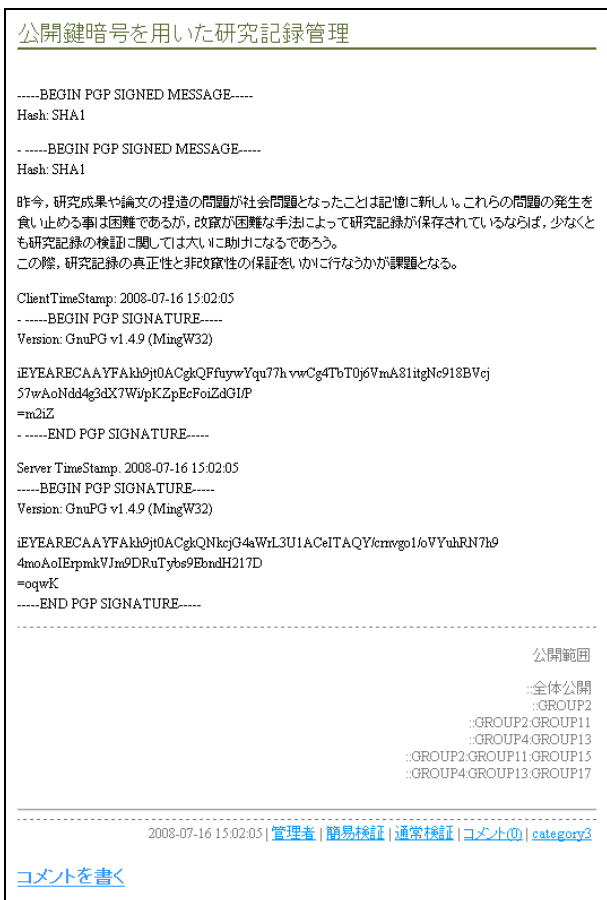 公開鍵暗号を用いた研究記録管理
-----BEGIN PGP SIGNED MESSAGE-----
Hash: SHA1
- -----BEGIN PGP SIGNED MESSAGE-----
Hash: SHA1
昨今，研究成果や論文の捏造の問題が社会問題となったことは記憶に新しい。これらの問題の発生を
食い止める事は困難であるが，改竄が困難な手法によって研究記録が保存されているならば，少なくと
も研究記録の検証に関しては大いに助けになるであろう。
この際，研究記録の真正性と非改竄性の保証をいかに行なうかが課題となる。
ClientTimeStamp: 2008-07-16 15:02:05
- -----BEGIN PGP SIGNATURE-----
Version: GnuPG v1.4.9 (MingW32)
iEYEARECAAYFAkh9jt0ACgkQFfuywYqu77h vwCg4TbT0j6VmA81itgNc918BVcj
57wAoNdd4g3dX7Wi/pKZpEcFoiZdGI/P
=m2iZ
- -----END PGP SIGNATURE-----
Server TimeStamp. 2008-07-16 15:02:05
-----BEGIN PGP SIGNATURE-----
Version: GnuPG v1.4.9 (MingW32)
iEYEARECAAYFAkh9jt0ACgkQNkcjG4aWrL3U1ACeITAQY/crnvgo1/oVYuhRN7h9
4moAoIErpmkVJm9DRuTybs9EbndH217D
=oqwK
-----END PGP SIGNATURE-----
公開範囲
::全体公開
::GROUP2
::GROUP2:GROUP11
::GROUP4:GROUP13
::GROUP2:GROUP11:GROUP15
::GROUP4:GROUP13:GROUP17
2008-07-16 15:02:05 | 管理者 | 簡易検証 | 通常検証 | コメント(0) | category3
コメントを書く